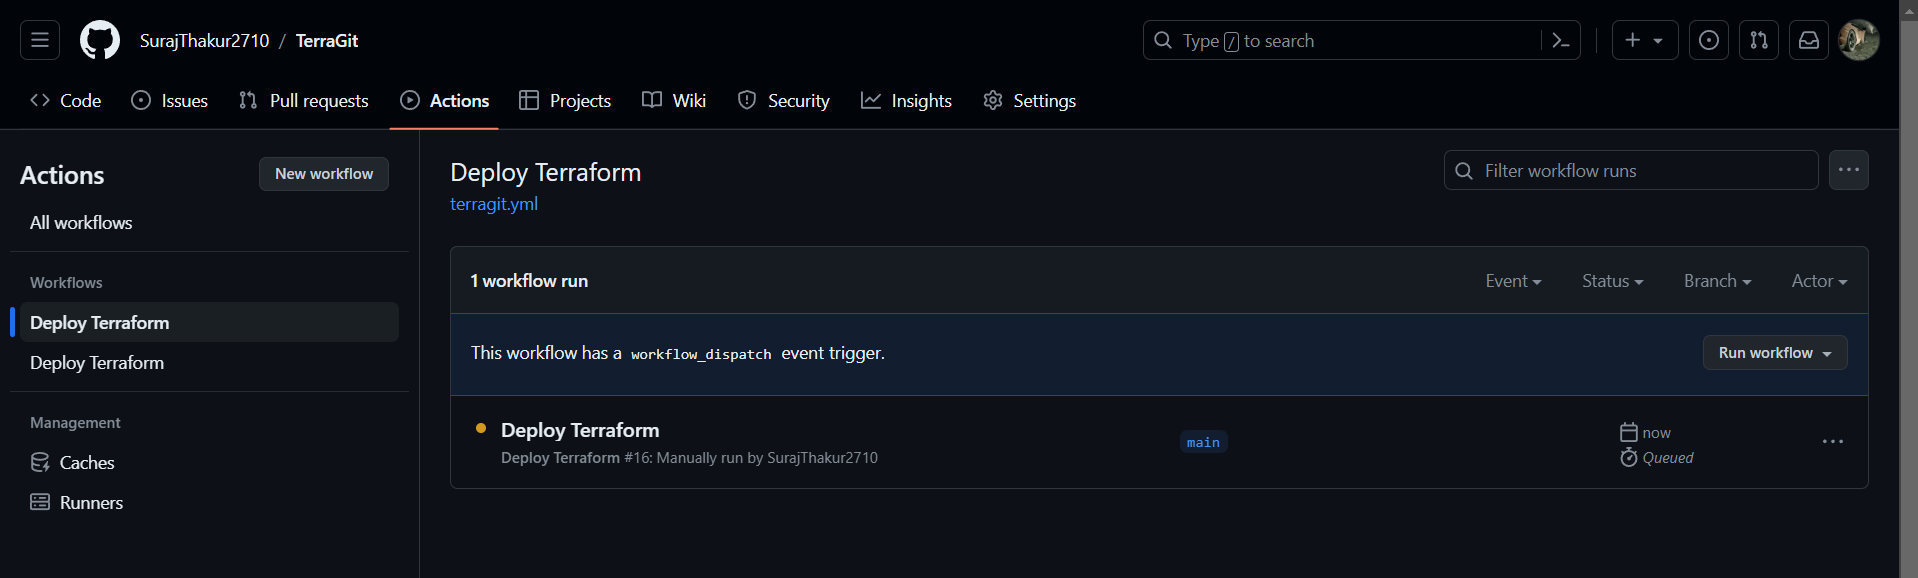 SurajThakur2710 / TerraGit
Type / to search
Code Issues Pull requests Actions Projects Wiki Security Insights Settings
Actions
New workflow
All workflows
Workflows
Deploy Terraform
Deploy Terraform
Management
Caches
Runners
Deploy Terraform
terragit.yml
Filter workflow runs
1 workflow run
Event Status Branch Actor
This workflow has a workflow_dispatch event trigger.
Run workflow
Deploy Terraform
Deploy Terraform #16: Manually run by SurajThakur2710
main
now
Queued